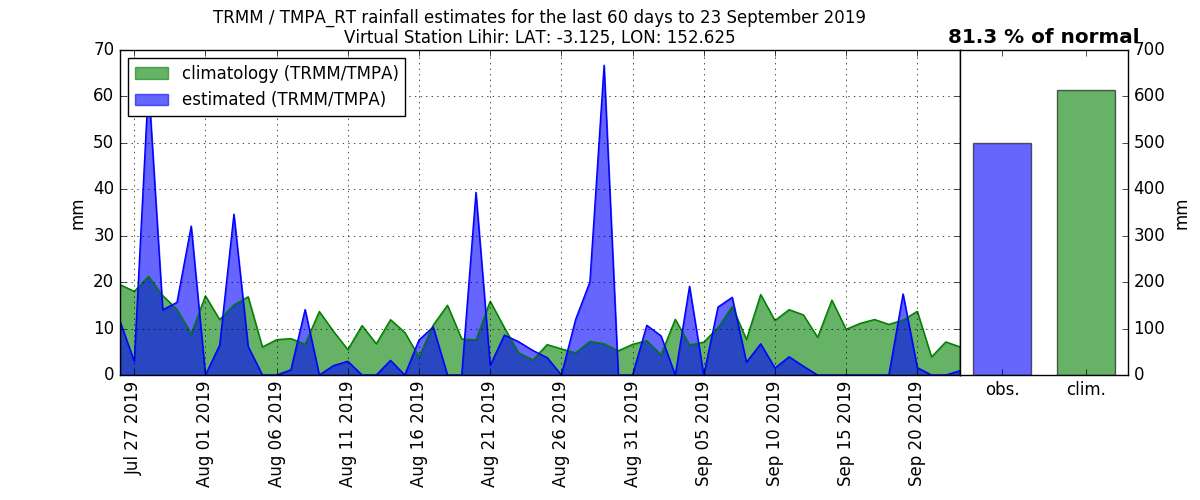 TRMM / TMPA_RT rainfall estimates for the last 60 days to 23 September 2019
Virtual Station Lihir: LAT: -3.125, LON: 152.625
81.3 % of normal
climatology (TRMM/TMPA)
estimated (TRMM/TMPA)
70
60
50
40
30
20
10
0
mm
Jul 27 2019
Aug 01 2019
Aug 06 2019
Aug 11 2019
Aug 16 2019
Aug 21 2019
Aug 26 2019
Aug 31 2019
Sep 05 2019
Sep 10 2019
Sep 15 2019
Sep 20 2019
obs.
clim.
700
600
500
400
300
200
100
0
mm